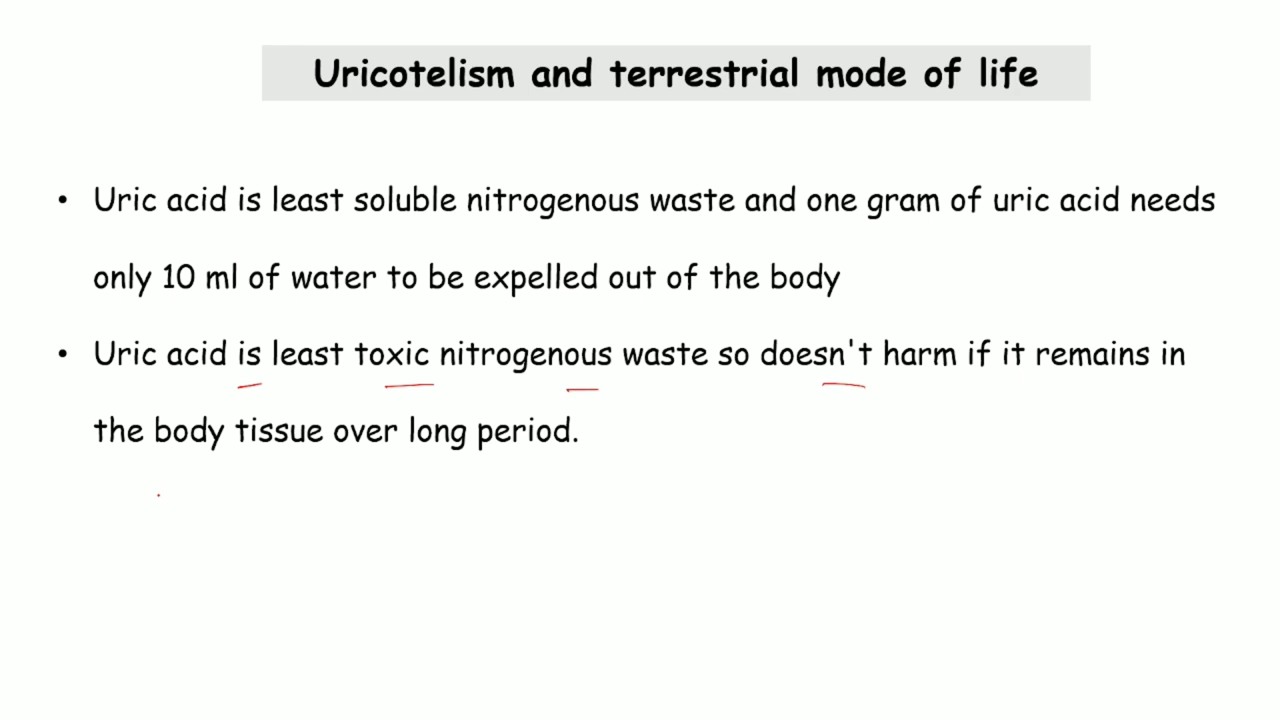 Uricotelism and terrestrial mode of life
• Uric acid is least soluble nitrogenous waste and one gram of uric acid needs
only 10 ml of water to be expelled out of the body
• Uric acid is least toxic nitrogenous waste so doesn't harm if it remains in
the body tissue over long period.